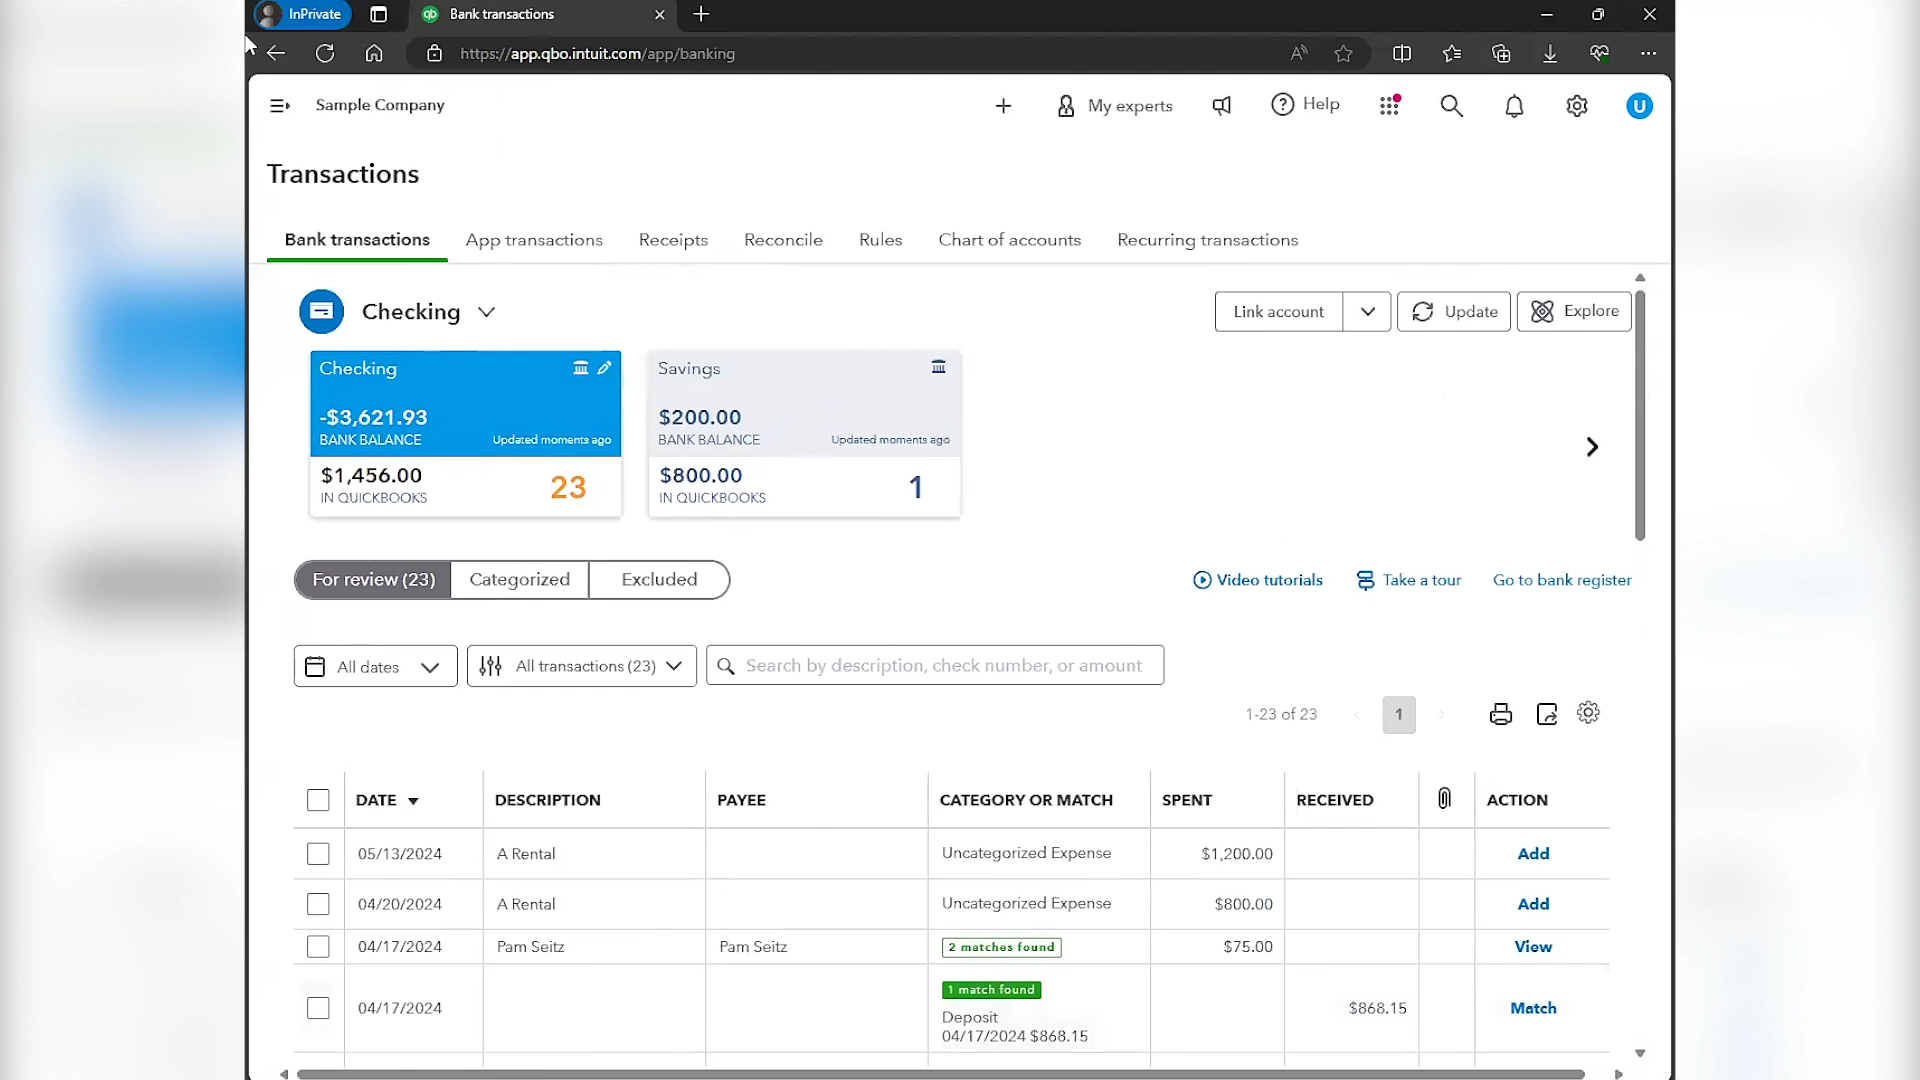 InPrivate
qb Bank transactions
https://app.qbo.intuit.com/app/banking
Sample Company
My experts
Help
U
Transactions
Bank transactions
App transactions
Receipts
Reconcile
Rules
Chart of accounts
Recurring transactions
Checking
Link account
Update
Explore
Checking
-$3,621.93
BANK BALANCE
Updated moments ago
$1,456.00
IN QUICKBOOKS
23
Savings
$200.00
BANK BALANCE
Updated moments ago
$800.00
IN QUICKBOOKS
1
For review (23)
Categorized
Excluded
Video tutorials
Take a tour
Go to bank register
All dates
All transactions (23)
Search by description, check number, or amount
1-23 of 23
1
DATE
DESCRIPTION
PAYEE
CATEGORY OR MATCH
SPENT
RECEIVED
ACTION
05/13/2024
A Rental
Uncategorized Expense
$1,200.00
Add
04/20/2024
A Rental
Uncategorized Expense
$800.00
Add
04/17/2024
Pam Seitz
Pam Seitz
2 matches found
$75.00
View
04/17/2024
1 match found
Deposit
04/17/2024 $868.15
$868.15
Match